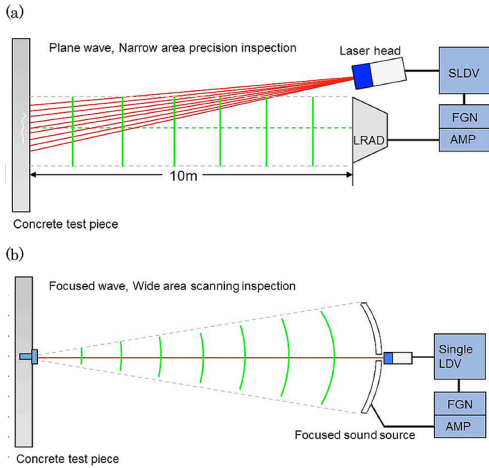 (a)
Plane wave, Narrow area precision inspection
Laser head
SLDV
FGN
AMP
LRAD
10m
Concrete test piece
(b)
Focused wave, Wide area scanning inspection
Single
LDV
FGN
AMP
Focused sound source
Concrete test piece